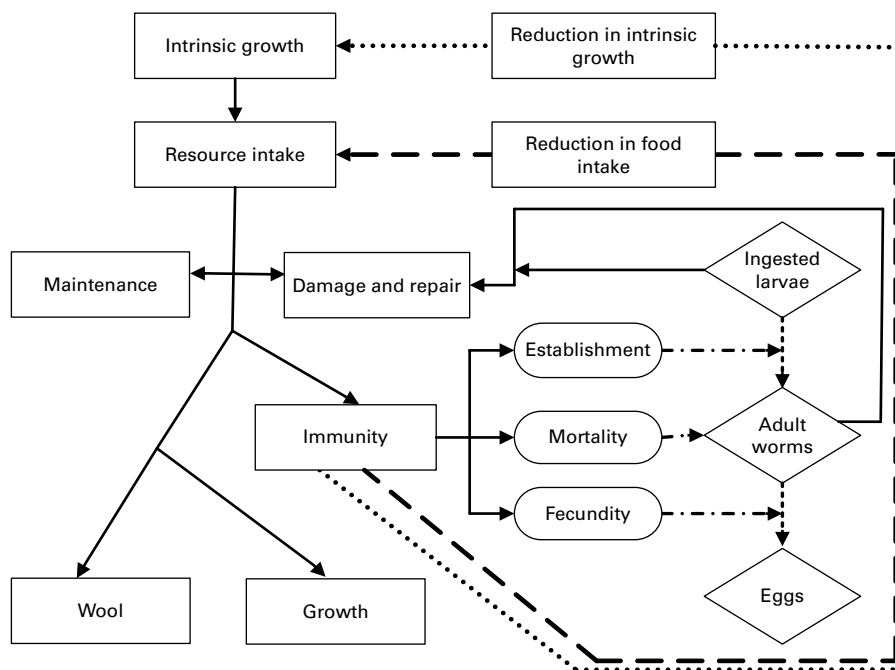 Intrinsic growth
Reduction in intrinsic
growth
Resource intake
Reduction in food
intake
Maintenance
Damage and repair
Ingested
larvae
Establishment
Immunity
Mortality
Adult
worms
Fecundity
Wool
Growth
Eggs